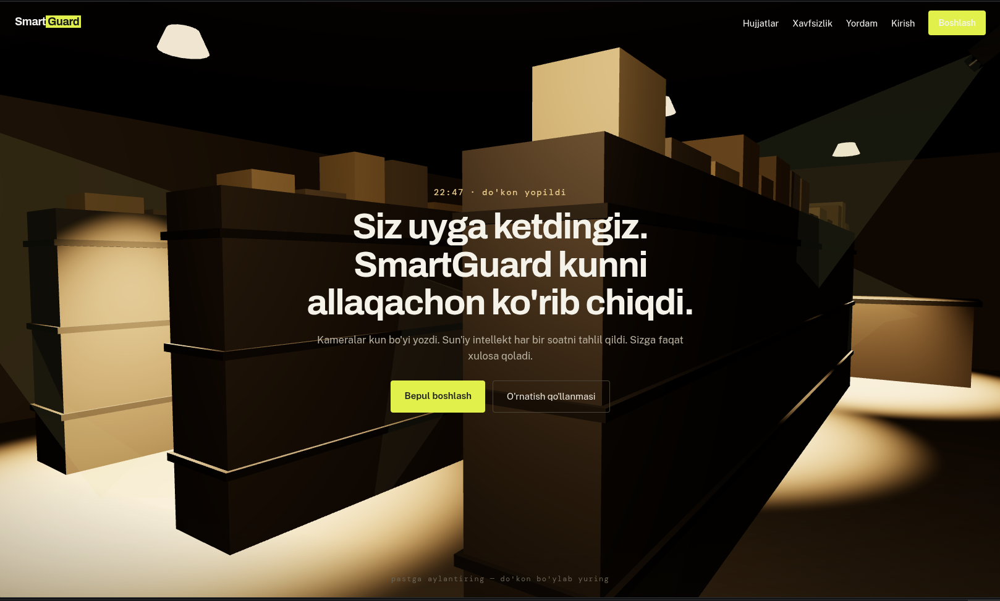 SmartGuard
Hujjatlar Xavfsizlik Yordam Kirish Boshlash
22:47 · do'kon yopildi
Siz uyga ketdingiz.
SmartGuard kunni
allaqachon ko'rib chiqdi.
Kameralar kun bo'yi yozdi. Sun'iy intellekt har bir soatni tahlil qildi. Sizga faqat
xulosa qoladi.
Bepul boshlash O'rnatish qo'llanmasi
pastga aylantiring — do'kon bo'ylab yuring